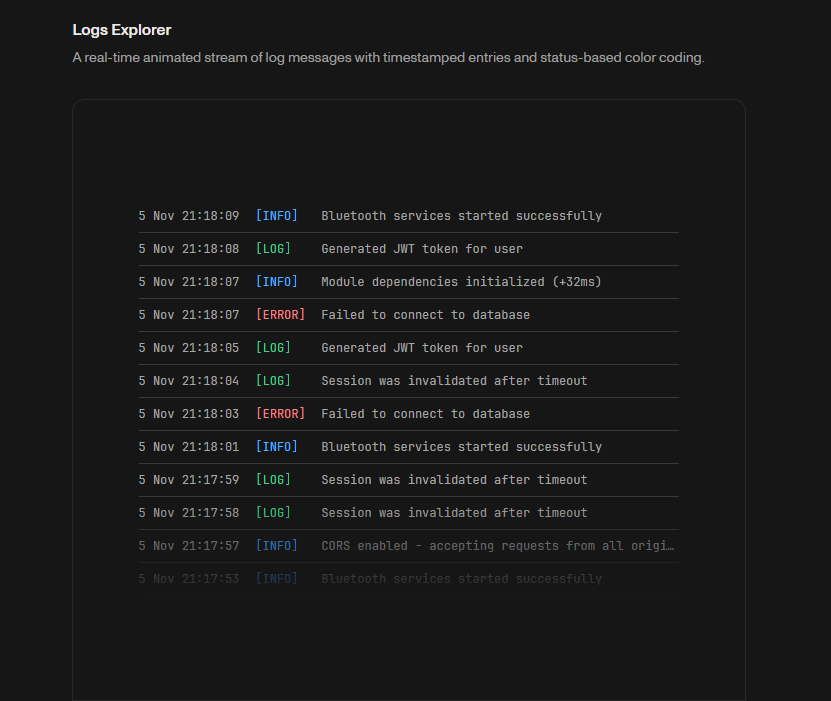 Logs Explorer
A real-time animated stream of log messages with timestamped entries and status-based color coding.
5 Nov 21:18:09 [INFO] Bluetooth services started successfully
5 Nov 21:18:08 [LOG] Generated JWT token for user
5 Nov 21:18:07 [INFO] Module dependencies initialized (+32ms)
5 Nov 21:18:07 [ERROR] Failed to connect to database
5 Nov 21:18:05 [LOG] Generated JWT token for user
5 Nov 21:18:04 [LOG] Session was invalidated after timeout
5 Nov 21:18:03 [ERROR] Failed to connect to database
5 Nov 21:18:01 [INFO] Bluetooth services started successfully
5 Nov 21:17:59 [LOG] Session was invalidated after timeout
5 Nov 21:17:58 [LOG] Session was invalidated after timeout
5 Nov 21:17:57 [INFO] CORS enabled - accepting requests from all origi…
5 Nov 21:17:53 [INFO] Bluetooth services started successfully